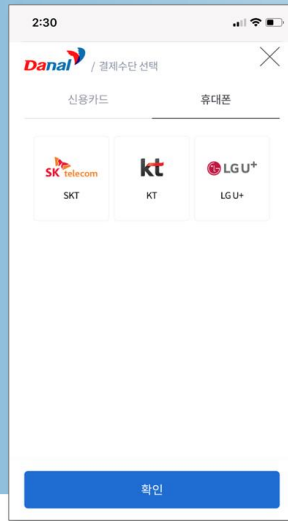 2:30
Danal / 결제수단 선택
신용카드 휴대폰
SK telecom kt LG U+
SKT KT LG U+
확인